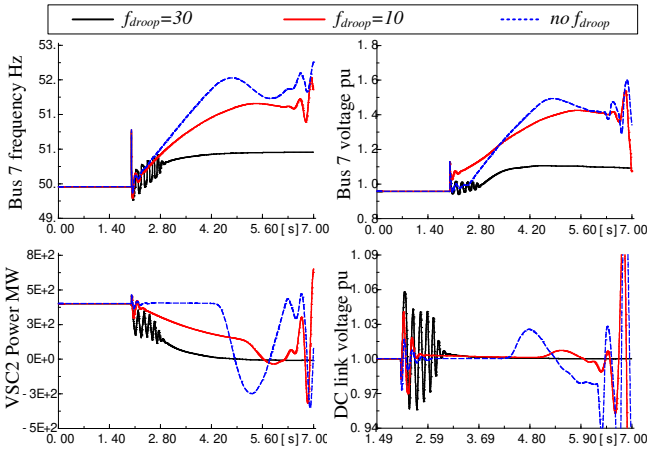 f_droop=30 f_droop=10 no f_droop
Bus 7 frequency Hz
53.
52.
51.
50.
49.
0.00 1.40 2.80 4.20 5.60 [s] 7.00
Bus 7 voltage pu
1.8
1.6
1.4
1.2
1.0
0.8
0.00 1.40 2.80 4.20 5.60 [s] 7.00
VSC2 Power MW
8E+2
5E+2
3E+2
0E+0
-3E+2
-5E+2
0.00 1.40 2.80 4.20 5.60 [s] 7.00
DC link voltage pu
1.09
1.06
1.03
1.00
0.97
0.94
1.49 2.59 3.69 4.79 5.90 [s] 7.00